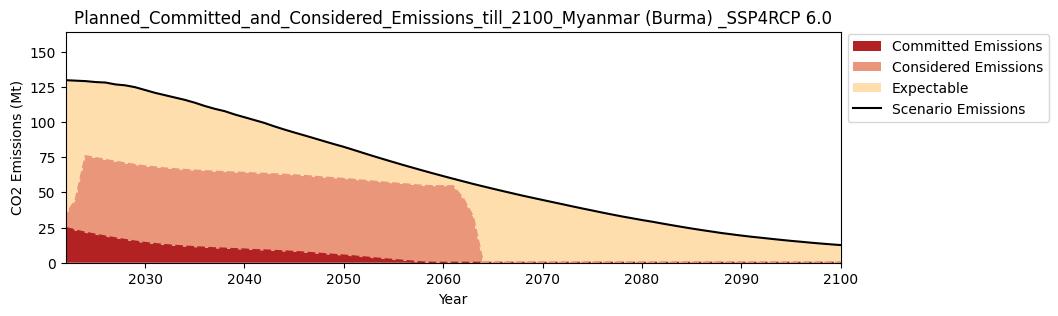 Planned_Committed_and_Considered_Emissions_till_2100_Myanmar (Burma) _SSP4RCP 6.0
150
125
100
75
50
25
0
CO2 Emissions (Mt)
2030 2040 2050 2060 2070 2080 2090 2100
Year
Committed Emissions
Considered Emissions
Expectable
Scenario Emissions